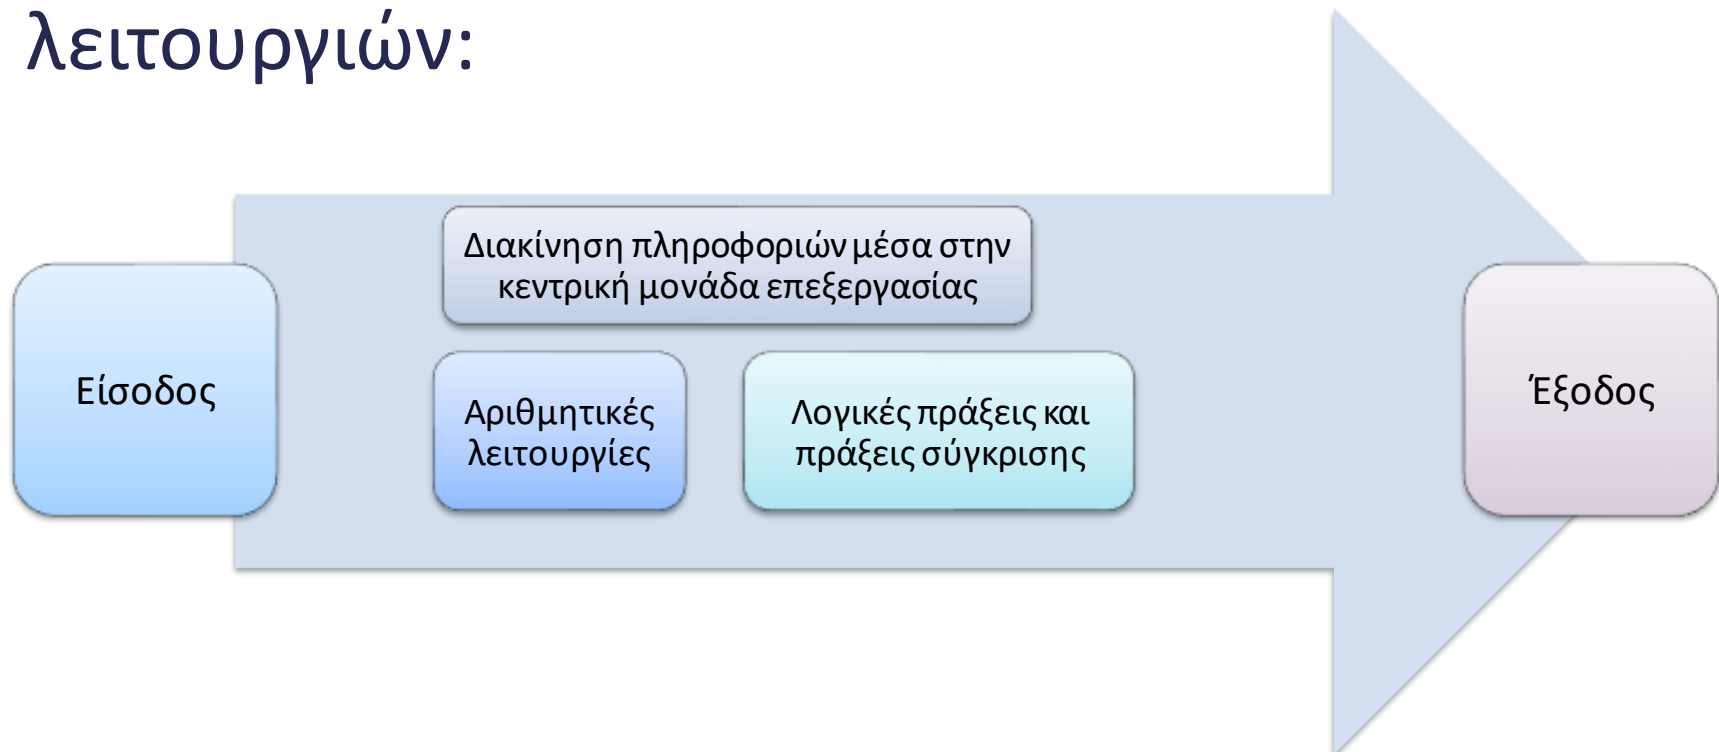 λειτουργιών:
Διακίνηση πληροφοριών μέσα στην
κεντρική μονάδα επεξεργασίας
Είσοδος
Αριθμητικές
λειτουργίες
Λογικές πράξεις και
πράξεις σύγκρισης
Έξοδος